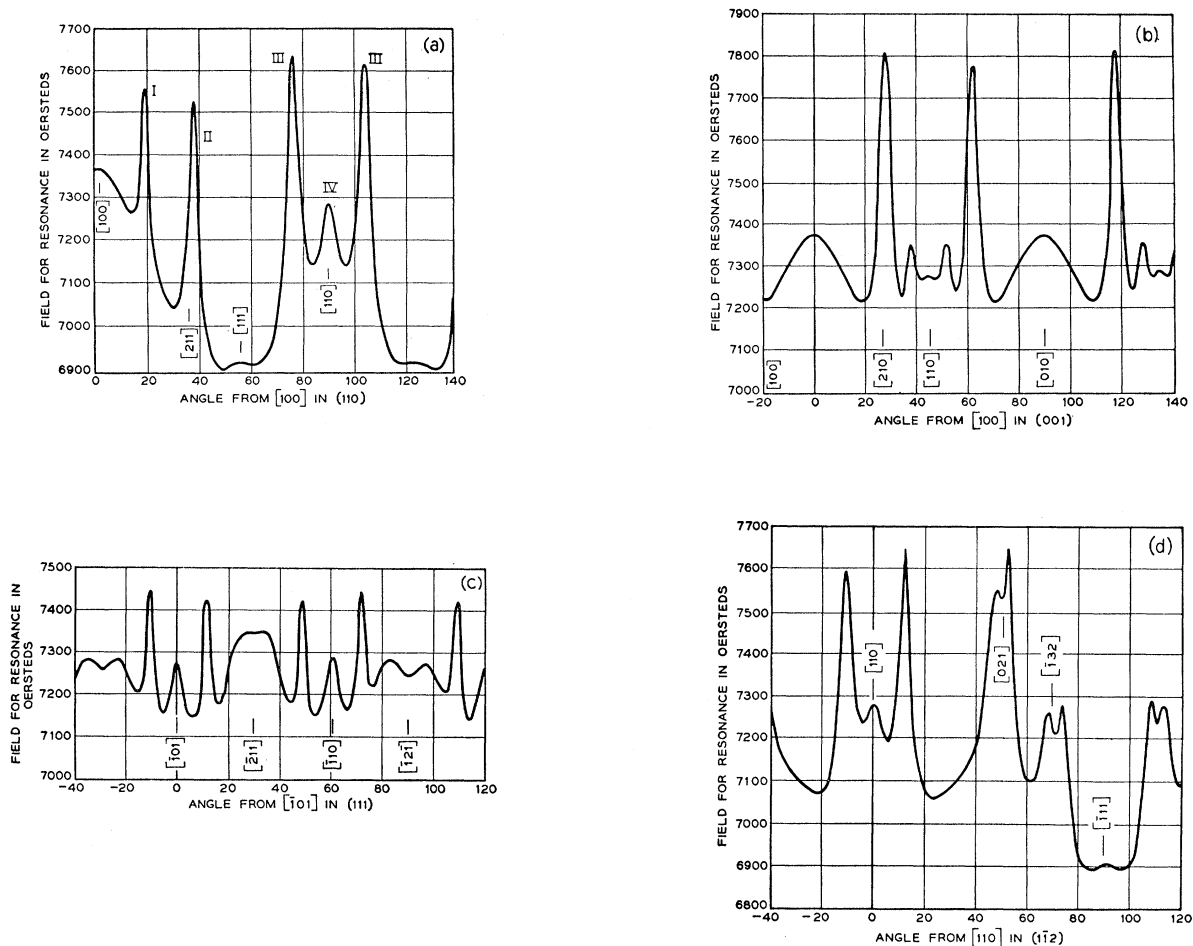 (a)
FIELD FOR RESONANCE IN OERSTEDS
7700
7600
7500
7400
7300
7200
7100
7000
6900
I
II
III
III
IV
[100]
[211]
[111]
[110]
0 20 40 60 80 100 120 140
ANGLE FROM [100] IN (110)
(b)
FIELD FOR RESONANCE IN OERSTEDS
7900
7800
7700
7600
7500
7400
7300
7200
7100
7000
[100]
[210]
[110]
[010]
-20 0 20 40 60 80 100 120 140
ANGLE FROM [100] IN (001)
(c)
FIELD FOR RESONANCE IN
OERSTEDS
7500
7400
7300
7200
7100
7000
[1̄01]
[2̄11]
[1̄10]
[1̄21̄]
-40 -20 0 20 40 60 80 100 120
ANGLE FROM [1̄01] IN (111)
(d)
FIELD FOR RESONANCE IN OERSTEDS
7700
7600
7500
7400
7300
7200
7100
7000
6900
6800
[110]
[021]
[1̄32]
[1̄11]
-40 -20 0 20 40 60 80 100 120
ANGLE FROM [110] IN (11̄2)